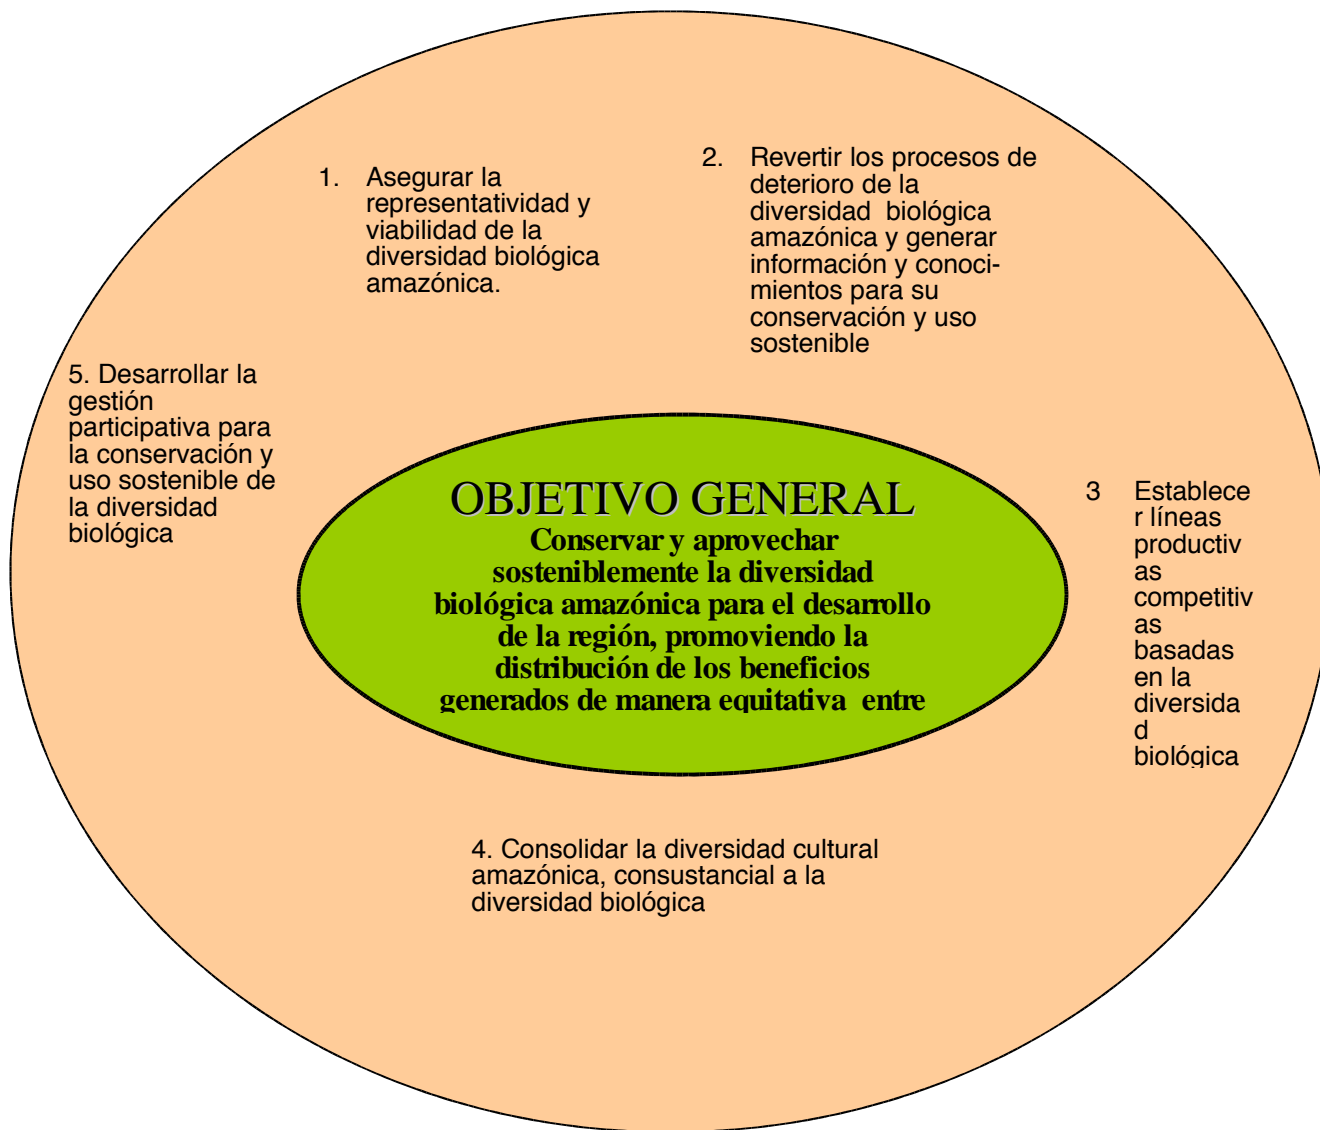 1. Asegurar la
representatividad y
viabilidad de la
diversidad biológica
amazónica.
2. Revertir los procesos de
deterioro de la
diversidad biológica
amazónica y generar
información y conoci-
mientos para su
conservación y uso
sostenible
3 Establece
r líneas
productiv
as
competitiv
as
basadas
en la
diversida
d
biológica
4. Consolidar la diversidad cultural
amazónica, consustancial a la
diversidad biológica
5. Desarrollar la
gestión
participativa para
la conservación y
uso sostenible de
la diversidad
biológica
OBJETIVO GENERAL
Conservar y aprovechar
sosteniblemente la diversidad
biológica amazónica para el desarrollo
de la región, promoviendo la
distribución de los beneficios
generados de manera equitativa entre